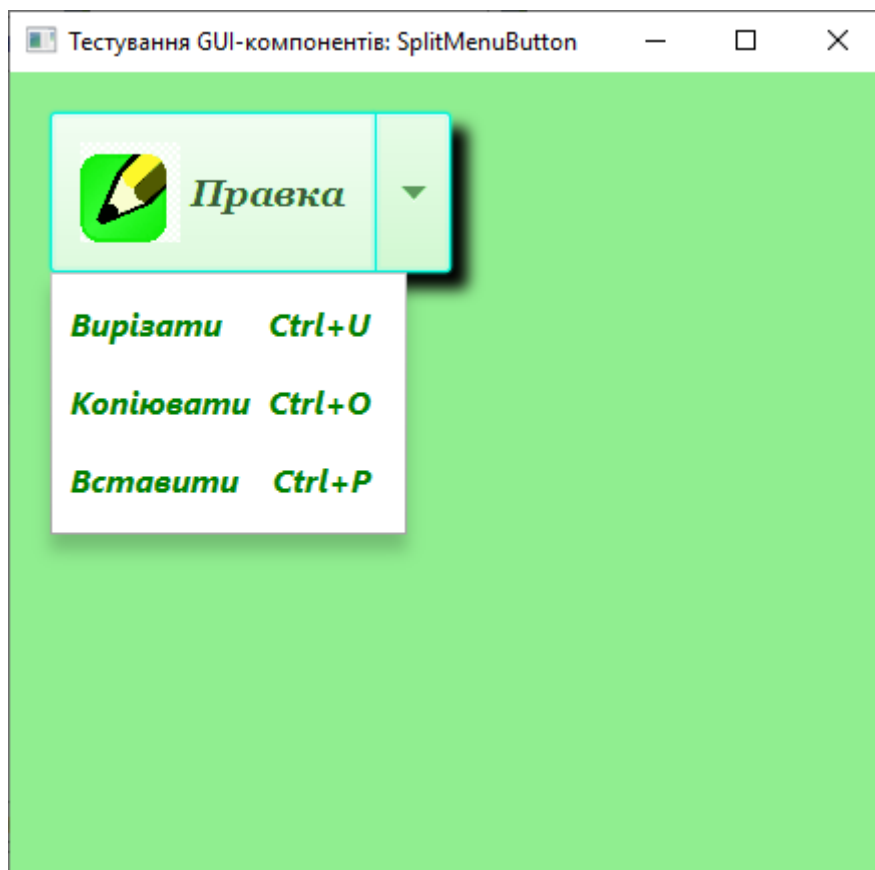 Тестування GUI-компонентів: SplitMenuButton
Правка
Вирізати Ctrl+U
Копіювати Ctrl+O
Вставити Ctrl+P